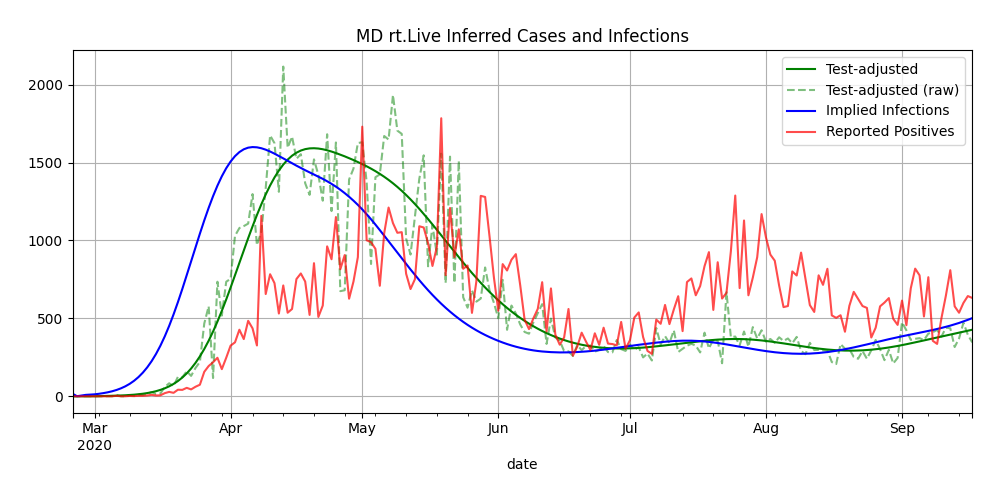 MD rt.Live Inferred Cases and Infections
Test-adjusted
Test-adjusted (raw)
Implied Infections
Reported Positives
2000
1500
1000
500
0
Mar Apr May Jun Jul Aug Sep
2020
date